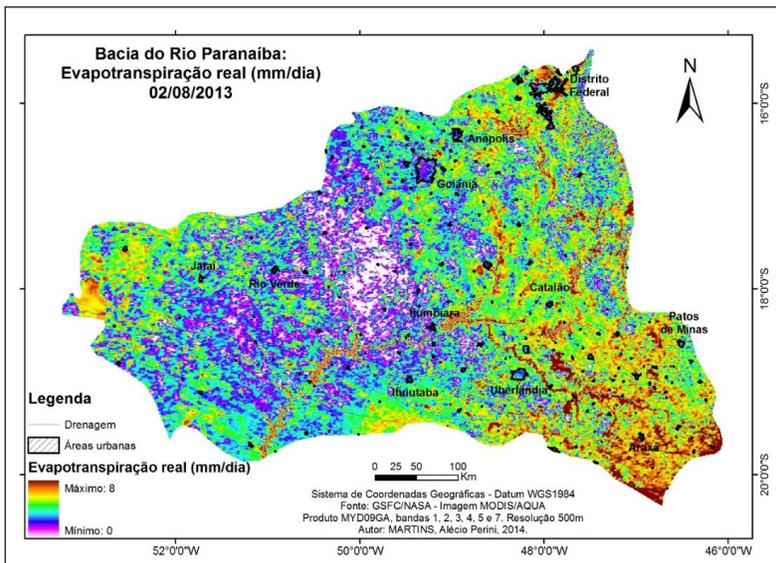 Bacia do Rio Paranaíba:
Evapotranspiração real (mm/dia)
02/08/2013
N
Distrito
Federal
Anápolis
Goiânia
Jataí
Rio Verde
Catalão
Itumbiara
Patos
de Minas
Ituiutaba
Uberlândia
Araxá
16°0'0"S
18°0'0"S
20°0'0"S
Legenda
Drenagem
Áreas urbanas
Evapotranspiração real (mm/dia)
Máximo: 8
Mínimo: 0
0 25 50 100
Km
Sistema de Coordenadas Geográficas - Datum WGS1984
Fonte: GSFC/NASA - Imagem MODIS/AQUA
Produto MYD09GA, bandas 1, 2, 3, 4, 5 e 7. Resolução 500m
Autor: MARTINS, Alécio Perini, 2014.
52°0'0"W 50°0'0"W 48°0'0"W 46°0'0"W